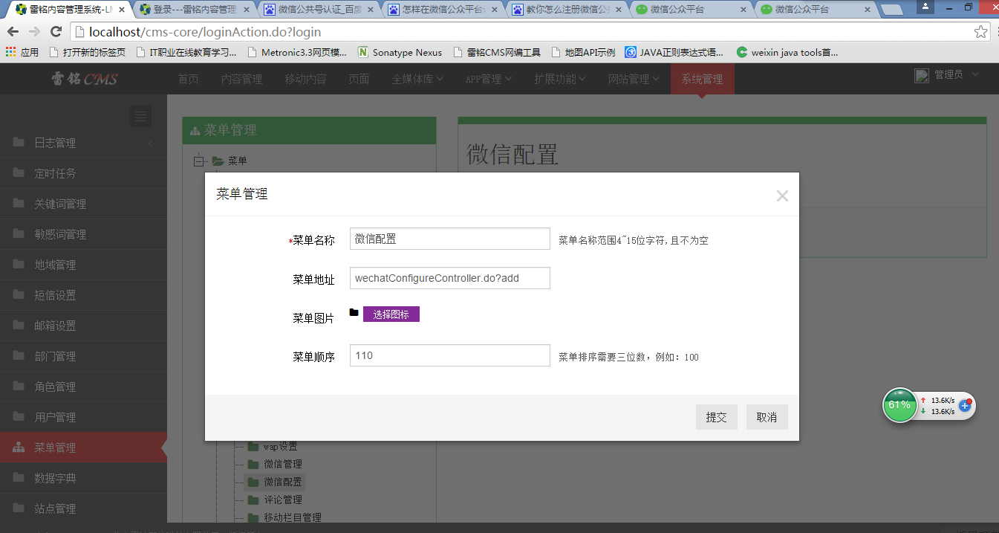 雷铭内容管理系统-LM
登录---雷铭内容管理
微信公共号认证_百度
怎样在微信公众平台
教你怎么注册微信公
微信公众平台
微信公众平台
localhost/cms-core/loginAction.do?login
应用
打开新的标签页
IT职业在线教育学习...
Metronic3.3网页模...
Sonatype Nexus
雷铭CMS网编工具
地图API示例
JAVA正则表达式语...
weixin java tools首...
雷铭CMS
首页
内容管理
移动内容
页面
全媒体库
APP管理
扩展功能
网站管理
系统管理
管理员
日志管理
定时任务
关键词管理
敏感词管理
地域管理
短信设置
邮箱设置
部门管理
角色管理
用户管理
菜单管理
数据字典
站点管理
菜单管理
菜单
微信配置
菜单管理
×
*菜单名称
微信配置
菜单名称范围4~15位字符,且不为空
菜单地址
wechatConfigureController.do?add
菜单图片
选择图标
菜单顺序
110
菜单排序需要三位数，例如：100
提交
取消
wap设置
微信管理
微信配置
评论管理
移动栏目管理
61%
13.6K/s
13.6K/s